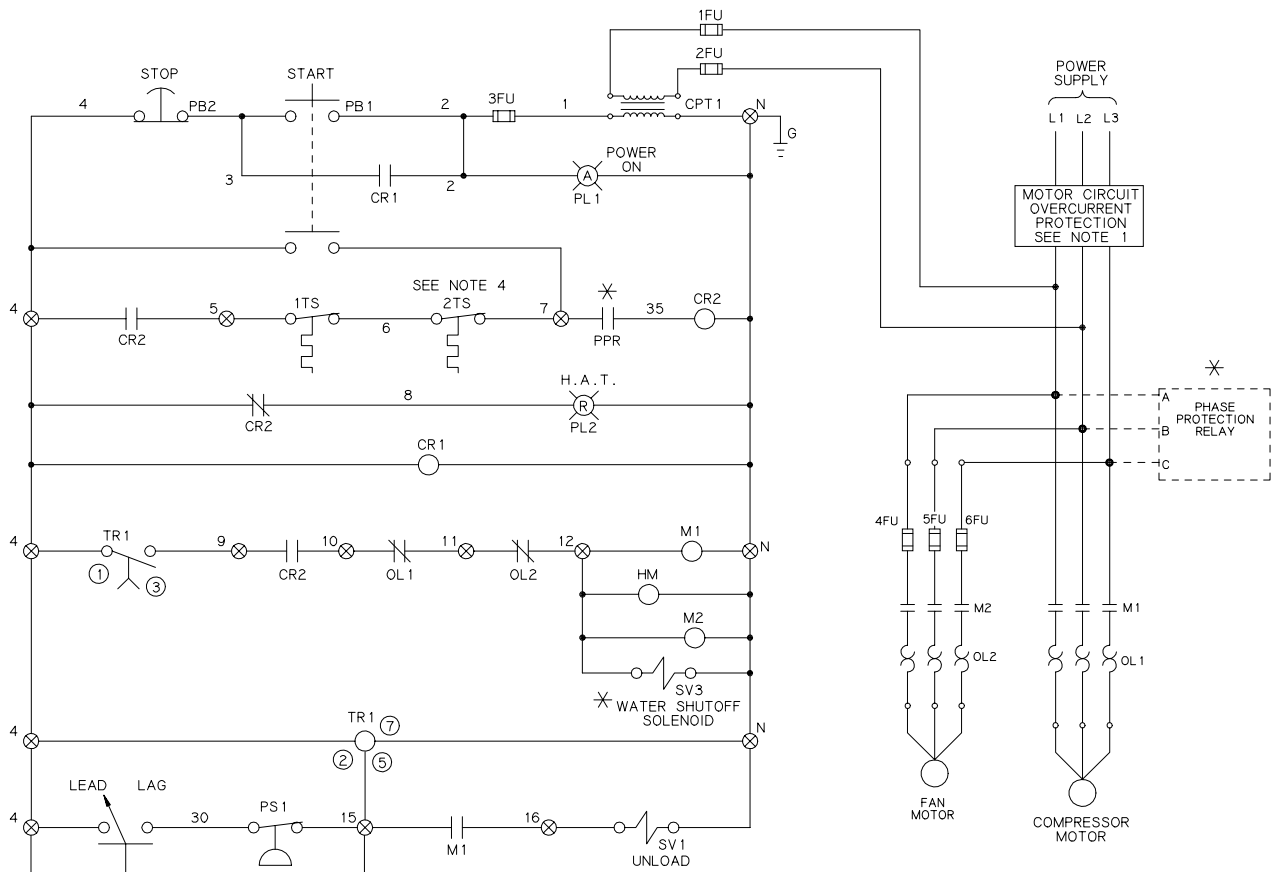 1FU
2FU
POWER
SUPPLY
L1 L2 L3
STOP
START
4
PB2
PB1
2
3FU
1
CPT1
N
G
3
CR1
2
A
POWER
ON
PL1
MOTOR CIRCUIT
OVERCURRENT
PROTECTION
SEE NOTE 1
SEE NOTE 4
4
CR2
5
1TS
6
2TS
7
PPR
35
CR2
H.A.T.
8
CR2
R
PL2
A
B
C
PHASE
PROTECTION
RELAY
CR1
4FU
5FU
6FU
4
TR1
1
3
9
CR2
10
OL1
11
OL2
12
M1
N
HM
M2
SV3
WATER SHUTOFF
SOLENOID
M2
M1
OL2
OL1
4
TR1
7
2
5
N
FAN
MOTOR
COMPRESSOR
MOTOR
LEAD LAG
4
30
PS1
15
M1
16
SV1
UNLOAD